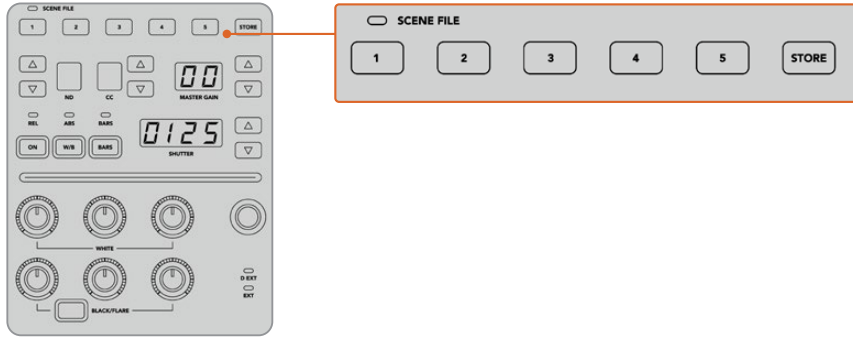 SCENE FILE
1 2 3 4 5 STORE
ND CC 00 MASTER GAIN
REL ABS BARS
ON W/B BARS
0125
SHUTTER
WHITE
D EXT
EXT
BLACK/FLARE
SCENE FILE
1 2 3 4 5 STORE